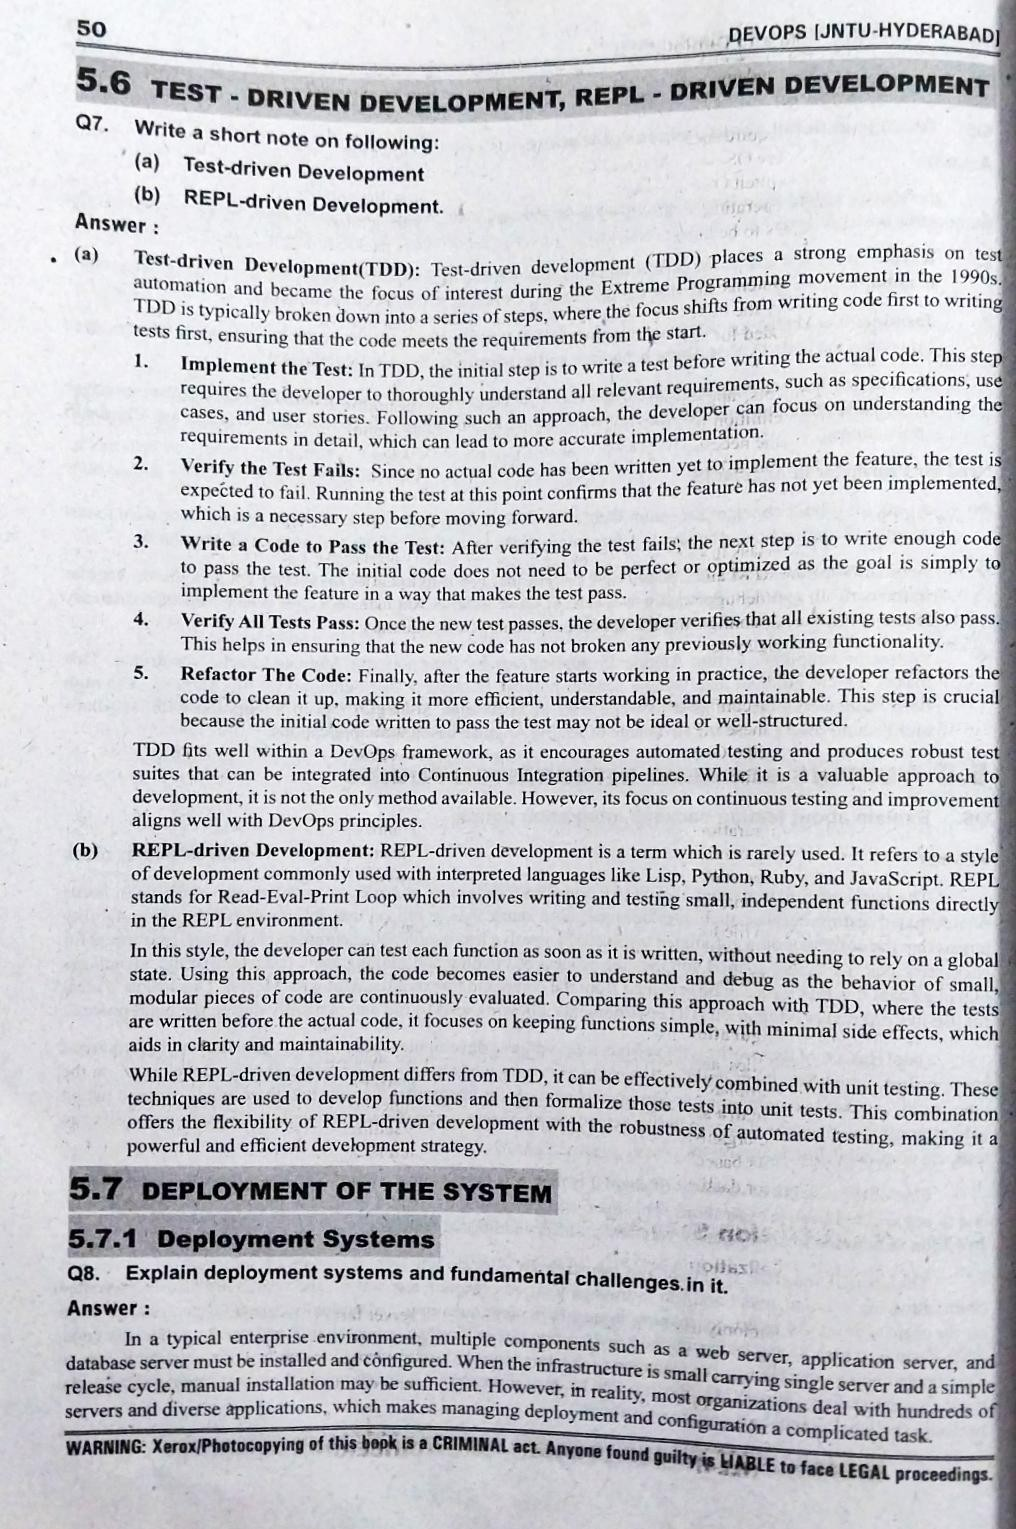 50
DEVOPS [JNTU-HYDERABAD]
5.6 TEST - DRIVEN DEVELOPMENT, REPL - DRIVEN DEVELOPMENT
Q7. Write a short note on following:
(a) Test-driven Development
(b) REPL-driven Development.
Answer :
(a) Test-driven Development(TDD): Test-driven development (TDD) places a strong emphasis on test
automation and became the focus of interest during the Extreme Programming movement in the 1990s.
TDD is typically broken down into a series of steps, where the focus shifts from writing code first to writing
tests first, ensuring that the code meets the requirements from the start.
1. Implement the Test: In TDD, the initial step is to write a test before writing the actual code. This step
requires the developer to thoroughly understand all relevant requirements, such as specifications, use
cases, and user stories. Following such an approach, the developer can focus on understanding the
requirements in detail, which can lead to more accurate implementation.
2. Verify the Test Fails: Since no actual code has been written yet to implement the feature, the test is
expected to fail. Running the test at this point confirms that the feature has not yet been implemented,
which is a necessary step before moving forward.
3. Write a Code to Pass the Test: After verifying the test fails; the next step is to write enough code
to pass the test. The initial code does not need to be perfect or optimized as the goal is simply to
implement the feature in a way that makes the test pass.
4. Verify All Tests Pass: Once the new test passes, the developer verifies that all existing tests also pass.
This helps in ensuring that the new code has not broken any previously working functionality.
5. Refactor The Code: Finally, after the feature starts working in practice, the developer refactors the
code to clean it up, making it more efficient, understandable, and maintainable. This step is crucial
because the initial code written to pass the test may not be ideal or well-structured.
TDD fits well within a DevOps framework, as it encourages automated testing and produces robust test
suites that can be integrated into Continuous Integration pipelines. While it is a valuable approach to
development, it is not the only method available. However, its focus on continuous testing and improvement
aligns well with DevOps principles.
(b) REPL-driven Development: REPL-driven development is a term which is rarely used. It refers to a style
of development commonly used with interpreted languages like Lisp, Python, Ruby, and JavaScript. REPL
stands for Read-Eval-Print Loop which involves writing and testing small, independent functions directly
in the REPL environment.
In this style, the developer can test each function as soon as it is written, without needing to rely on a global
state. Using this approach, the code becomes easier to understand and debug as the behavior of small,
modular pieces of code are continuously evaluated. Comparing this approach with TDD, where the tests
are written before the actual code, it focuses on keeping functions simple, with minimal side effects, which
aids in clarity and maintainability.
While REPL-driven development differs from TDD, it can be effectively combined with unit testing. These
techniques are used to develop functions and then formalize those tests into unit tests. This combination
offers the flexibility of REPL-driven development with the robustness of automated testing, making it a
powerful and efficient development strategy.
5.7 DEPLOYMENT OF THE SYSTEM
5.7.1 Deployment Systems
Q8. Explain deployment systems and fundamental challenges in it.
Answer :
In a typical enterprise environment, multiple components such as a web server, application server, and
database server must be installed and configured. When the infrastructure is small carrying single server and a simple
release cycle, manual installation may be sufficient. However, in reality, most organizations deal with hundreds of
servers and diverse applications, which makes managing deployment and configuration a complicated task.
WARNING: Xerox/Photocopying of this book is a CRIMINAL act. Anyone found guilty is LIABLE to face LEGAL proceedings.